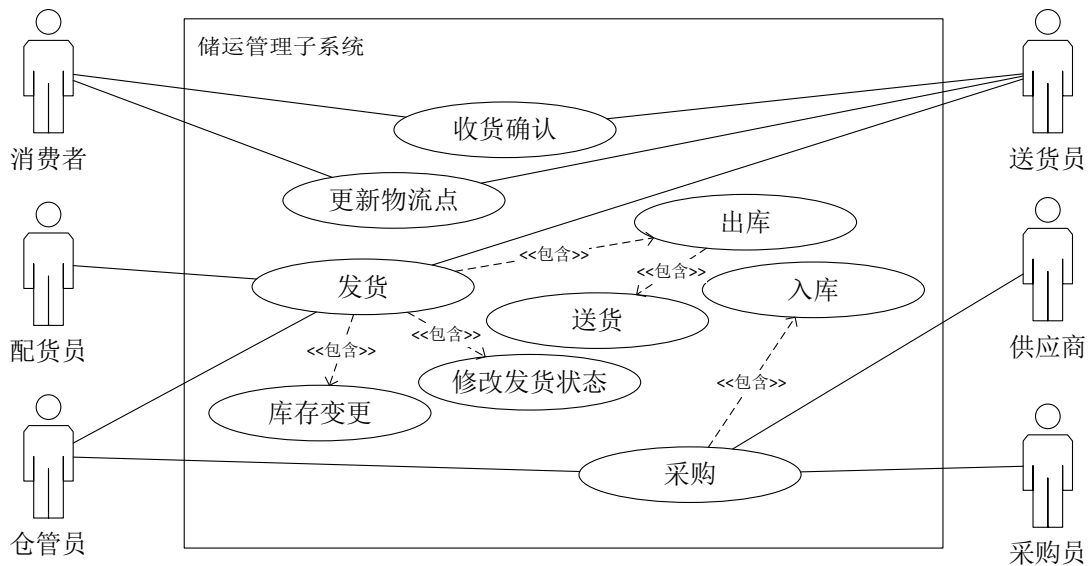 储运管理子系统
消费者
收货确认
送货员
更新物流点
出库
<<包含>>
<<包含>>
发货
入库
送货
配货员
<<包含>>
<<包含>>
供应商
修改发货状态
<<包含>>
库存变更
采购
仓管员
采购员